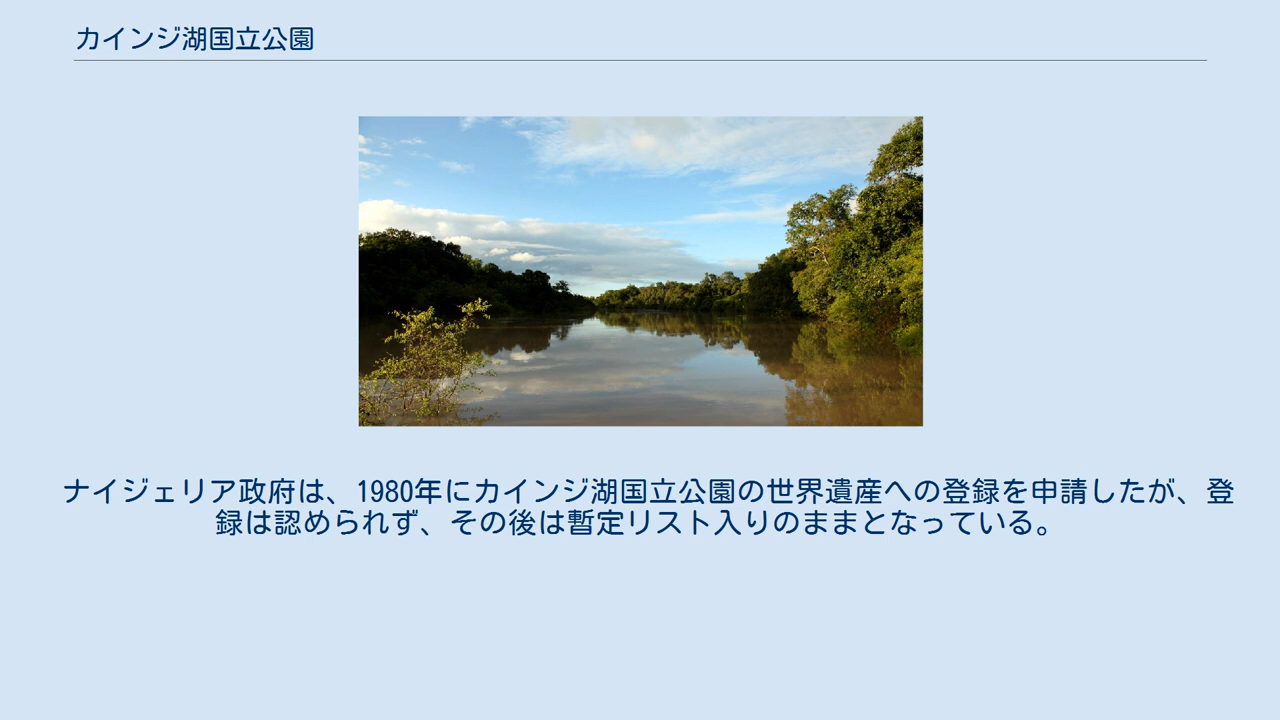 カインジ湖国立公園
ナイジェリア政府は、1980年にカインジ湖国立公園の世界遺産への登録を申請したが、登
録は認められず、その後は暫定リスト入りのままとなっている。